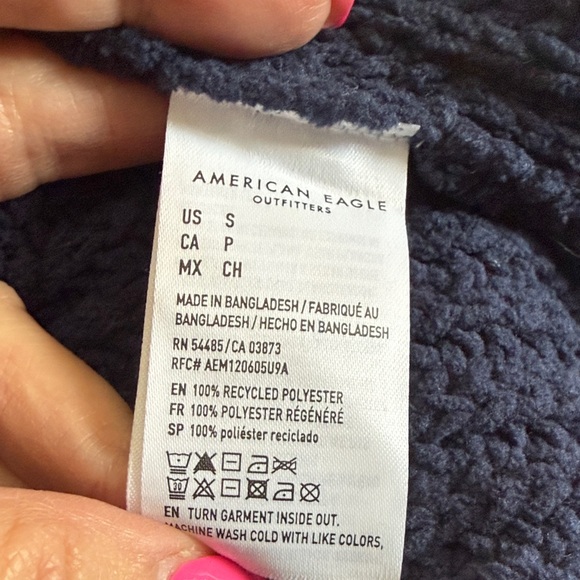 AMERICAN EAGLE
OUTFITTERS
US S
CA P
MX CH
MADE IN BANGLADESH / FABRIQUÉ AU
BANGLADESH / HECHO EN BANGLADESH
RN 54485 / CA 03873
RFC# AEM120605U9A
EN 100% RECYCLED POLYESTER
FR 100% POLYESTER RÉGÉNÉRÉ
SP 100% poliéster reciclado
30
EN TURN GARMENT INSIDE OUT.
MACHINE WASH COLD WITH LIKE COLORS,